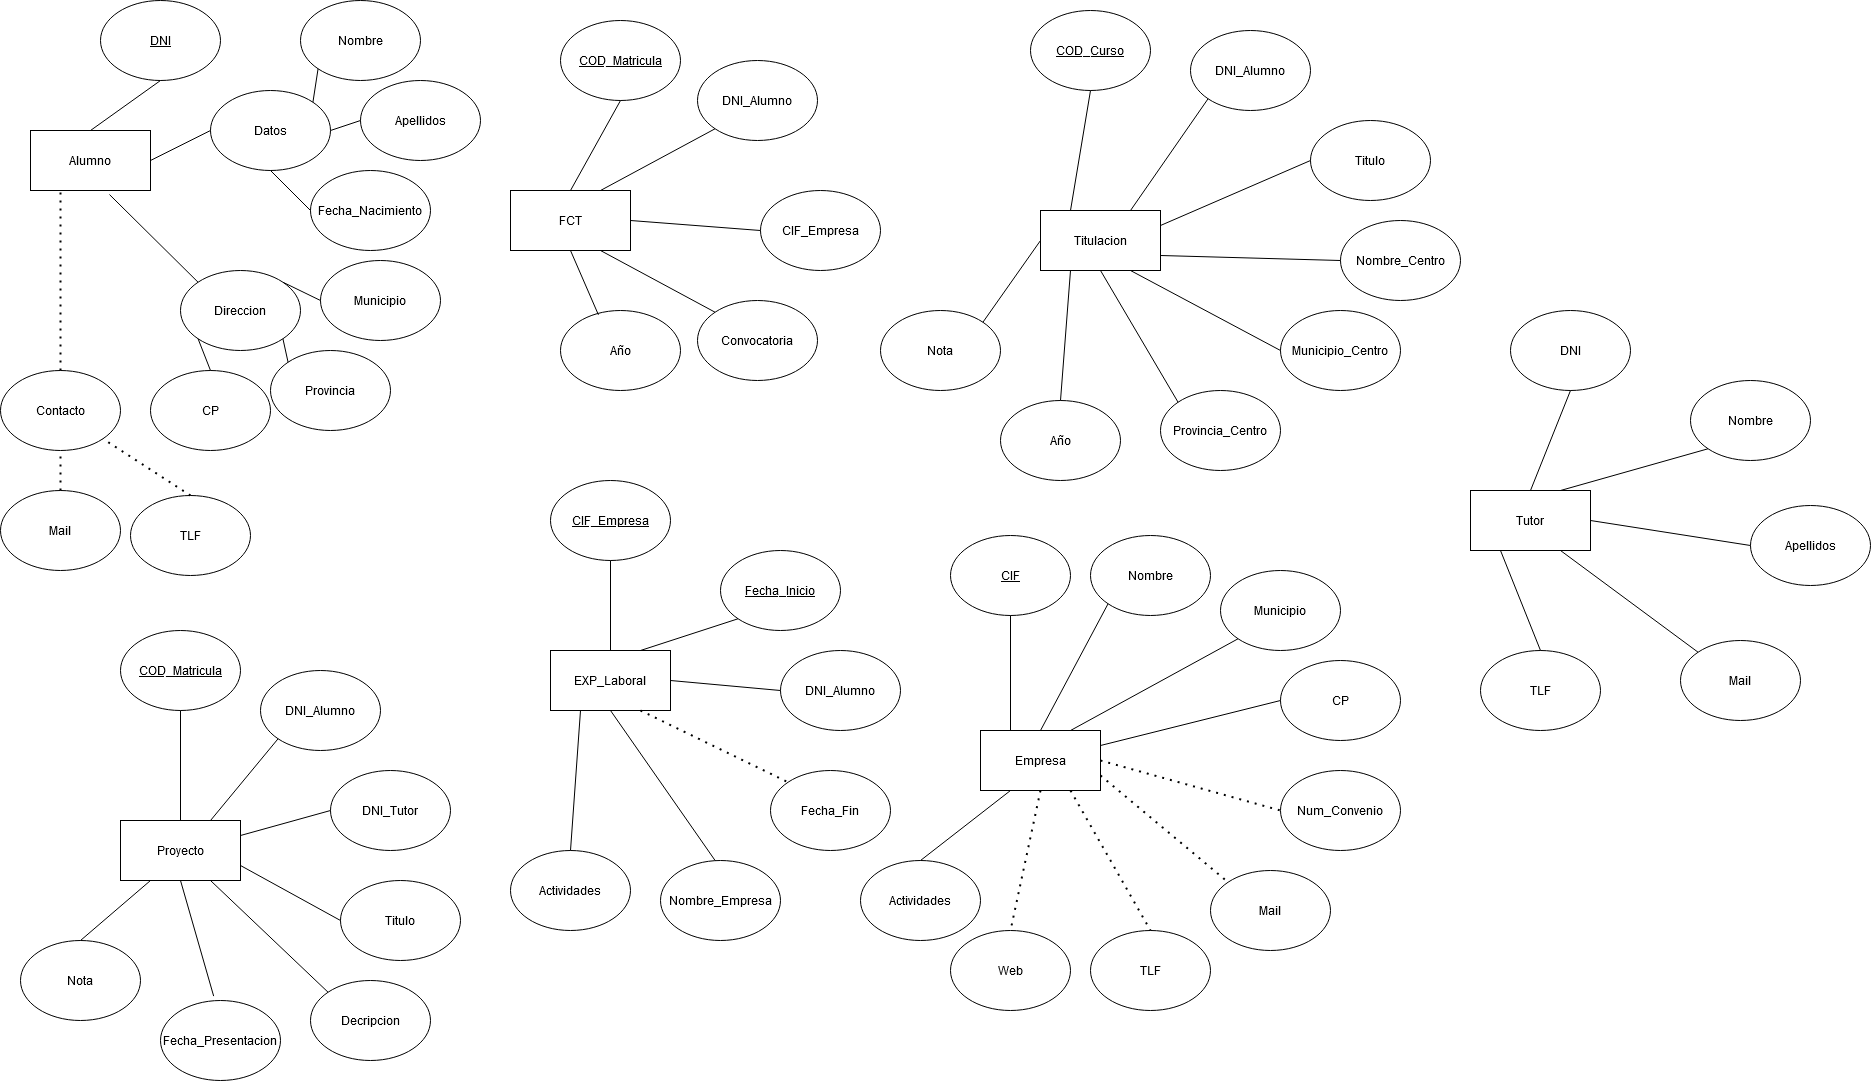 DNI
Nombre
Datos
Apellidos
Alumno
Fecha_Nacimiento
Direccion
Municipio
CP
Provincia
Contacto
Mail
TLF
COD_Matricula
DNI_Alumno
FCT
CIF_Empresa
Año
Convocatoria
COD_Curso
DNI_Alumno
Titulo
Titulacion
Nombre_Centro
Nota
Municipio_Centro
Año
Provincia_Centro
DNI
Nombre
Tutor
Apellidos
TLF
Mail
COD_Matricula
DNI_Alumno
DNI_Tutor
Proyecto
Titulo
Nota
Decripcion
Fecha_Presentacion
CIF_Empresa
Fecha_Inicio
EXP_Laboral
DNI_Alumno
Fecha_Fin
Actividades
Nombre_Empresa
CIF
Nombre
Municipio
CP
Empresa
Num_Convenio
Actividades
Mail
Web
TLF